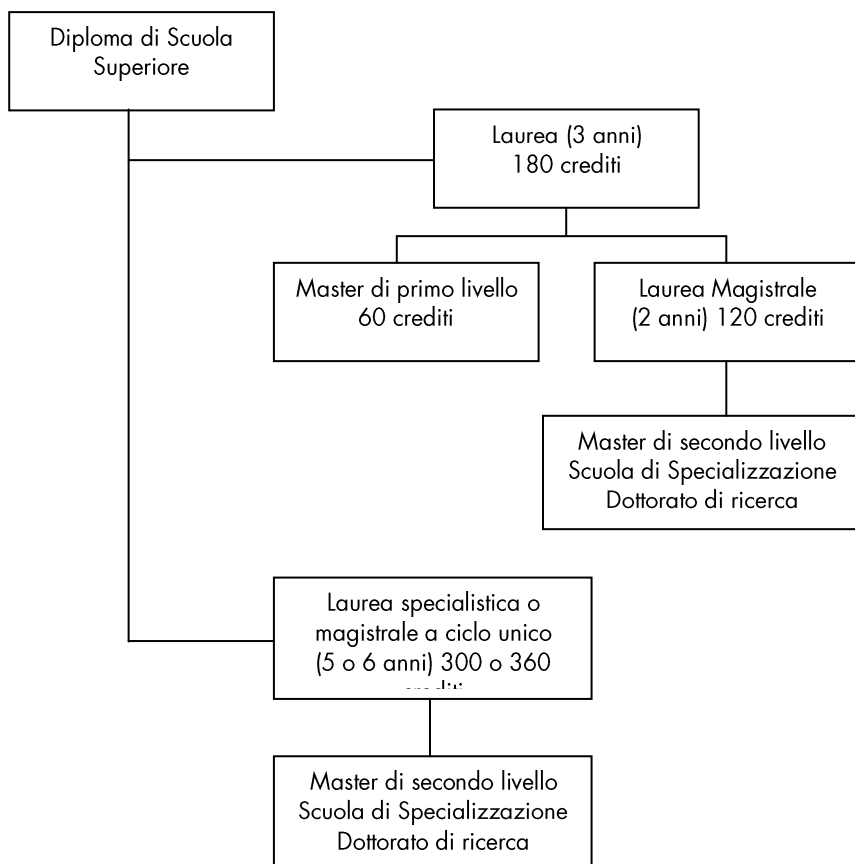 Diploma di Scuola
Superiore
Laurea (3 anni)
180 crediti
Master di primo livello
60 crediti
Laurea Magistrale
(2 anni) 120 crediti
Master di secondo livello
Scuola di Specializzazione
Dottorato di ricerca
Laurea specialistica o
magistrale a ciclo unico
(5 o 6 anni) 300 o 360
crediti
Master di secondo livello
Scuola di Specializzazione
Dottorato di ricerca